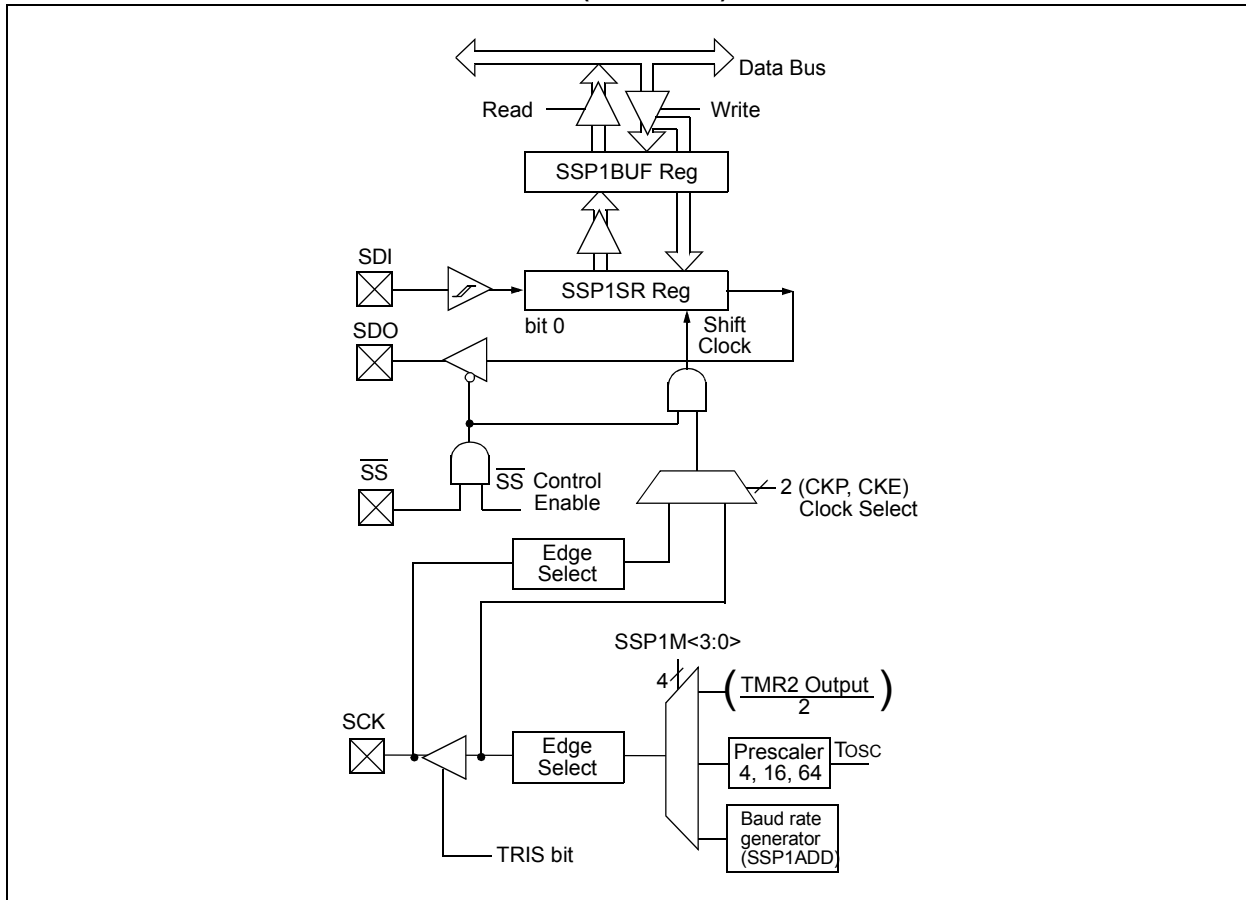 Data Bus
Read
Write
SSP1BUF Reg
SDI
SSP1SR Reg
bit 0
Shift
Clock
SDO
SS
SS Control
Enable
2 (CKP, CKE)
Clock Select
Edge
Select
SSP1M<3:0>
4
(TMR2 Output)
2
SCK
Edge
Select
Prescaler
4, 16, 64
TOSC
Baud rate
generator
(SSP1ADD)
TRIS bit